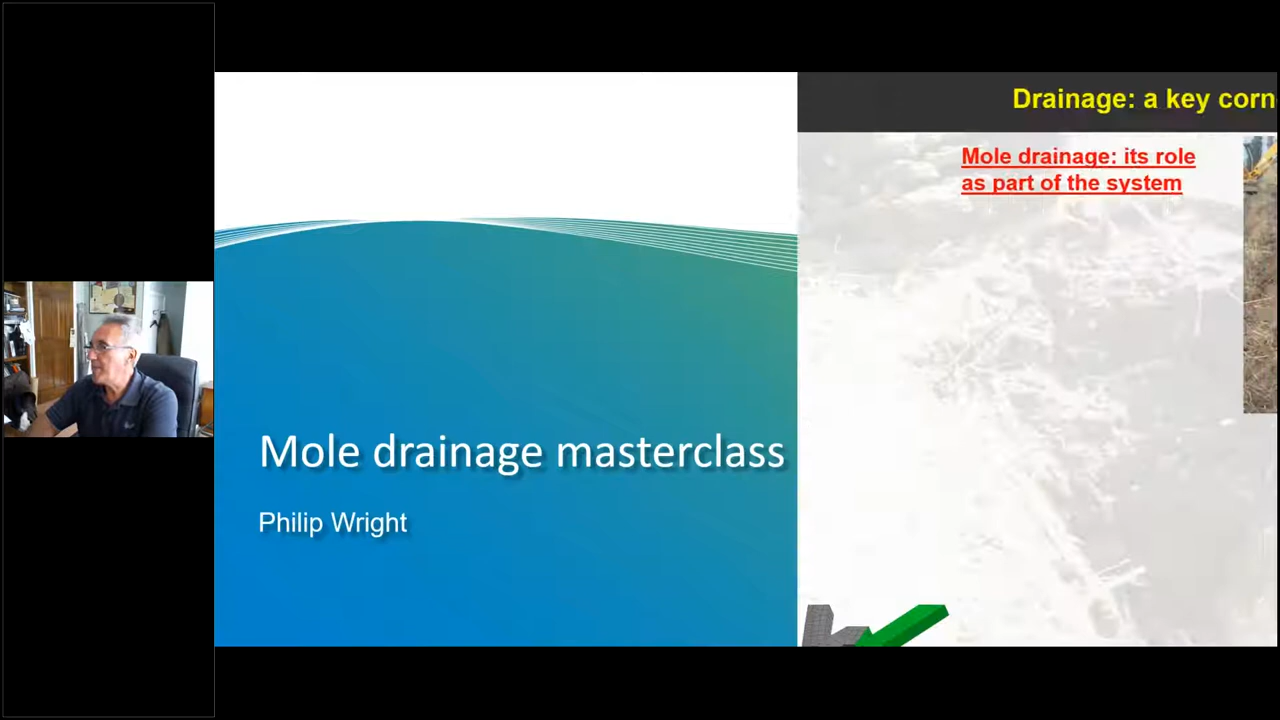 Mole drainage masterclass
Philip Wright
Drainage: a key corn
Mole drainage: its role
as part of the system